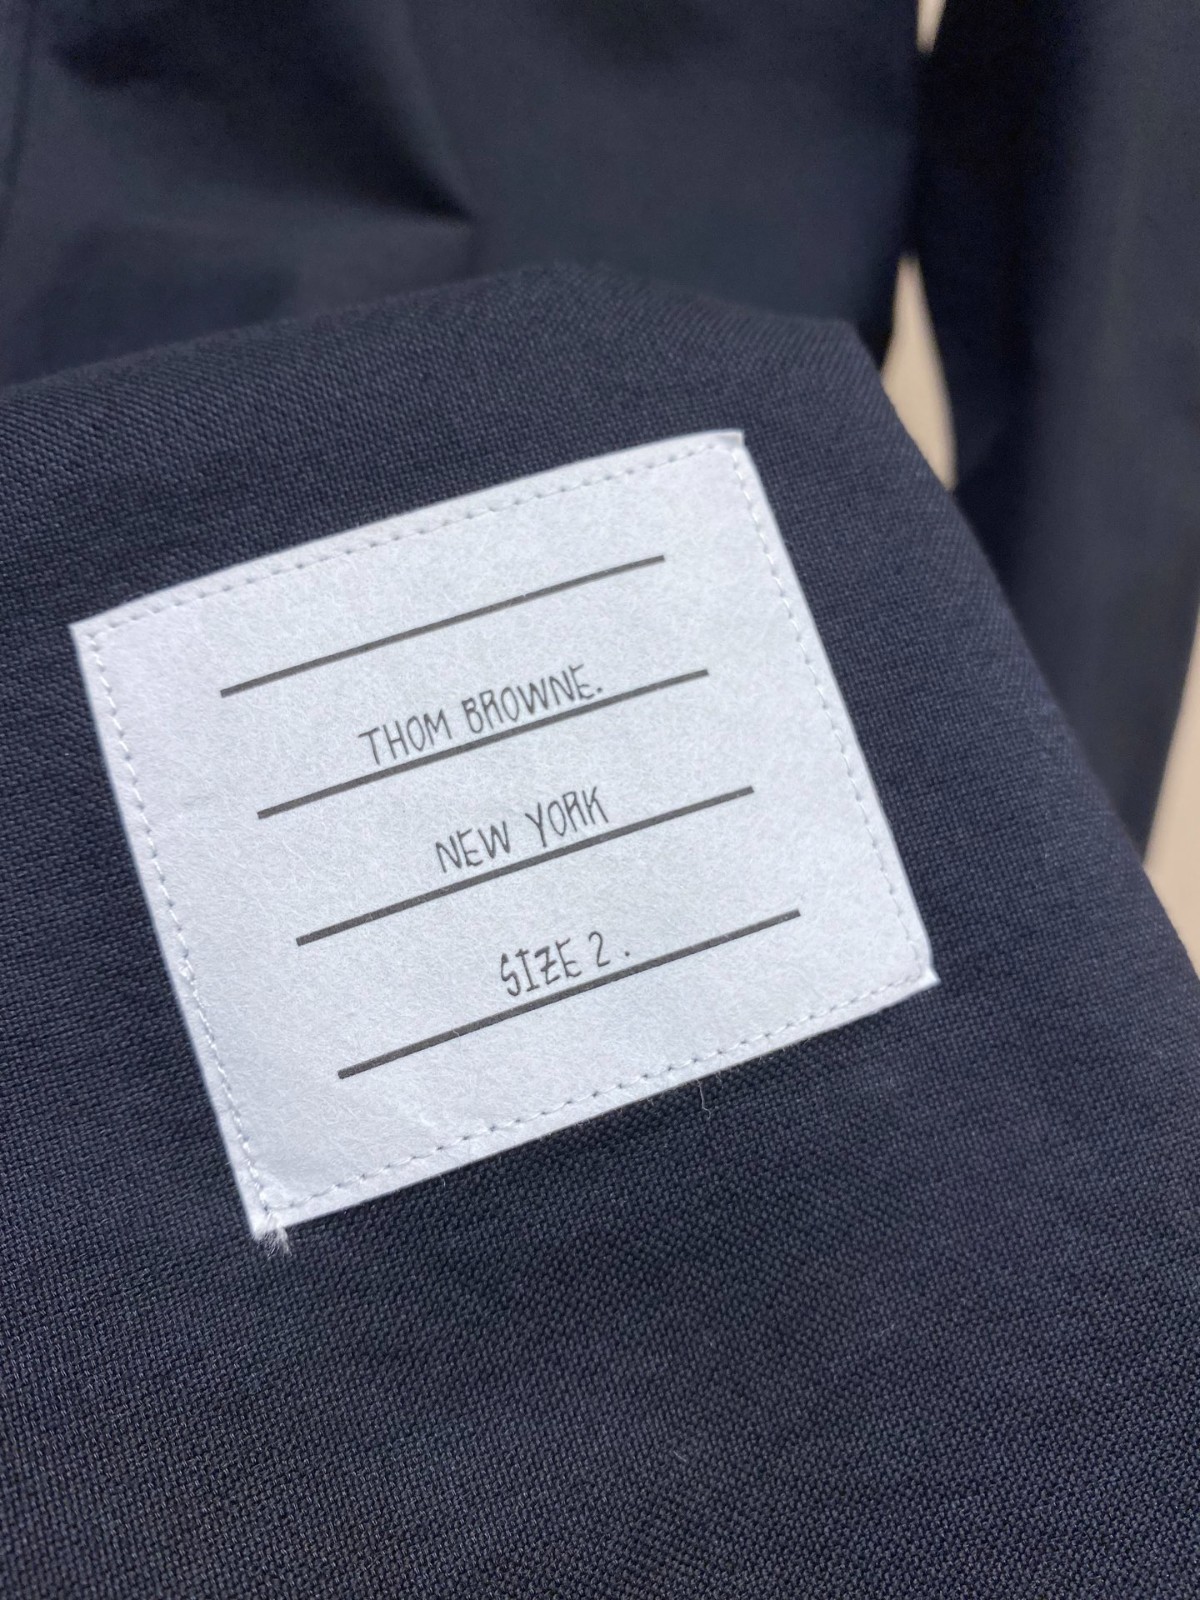 THOM BROWNE.
NEW YORK
SIZE 2.